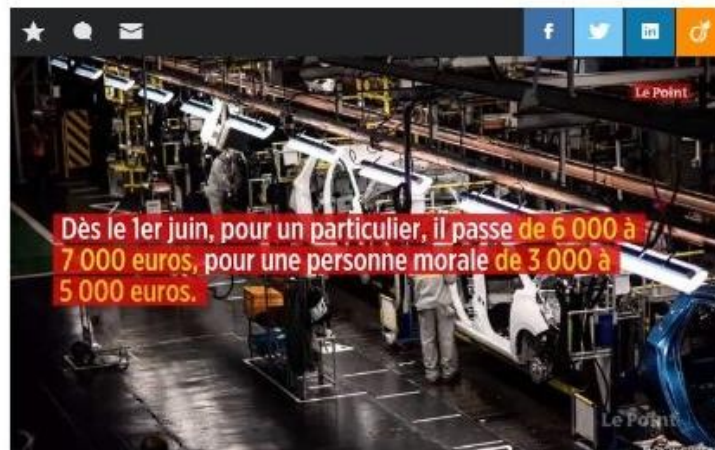 Le Point
Dès le 1er juin, pour un particulier, il passe de 6 000 à
7 000 euros, pour une personne morale de 3 000 à
5 000 euros.
Le Point